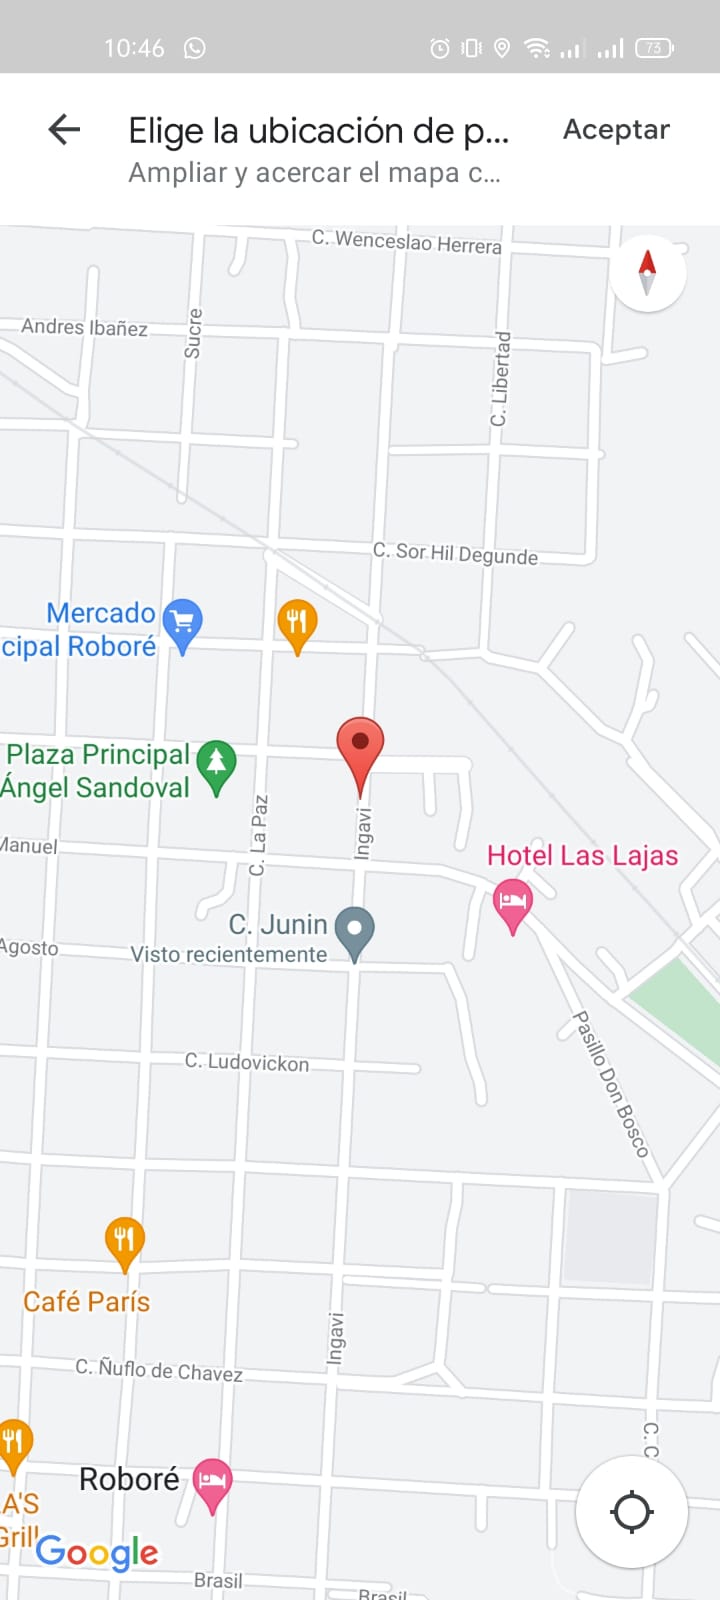 10:46
73
Elige la ubicación de p...
Aceptar
Ampliar y acercar el mapa c...
C. Wenceslao Herrera
Andres Ibañez
Sucre
C. Libertad
C. Sor Hil Degunde
Mercado
cipal Roboré
Plaza Principal
Ángel Sandoval
C. La Paz
Ingavi
Manuel
Hotel Las Lajas
C. Junin
Visto recientemente
Agosto
Pasillo Don Bosco
C. Ludovickon
Café París
Ingavi
C. Ñuflo de Chavez
C. C
Roboré
A'S
Grill
Google
Brasil
Brasil